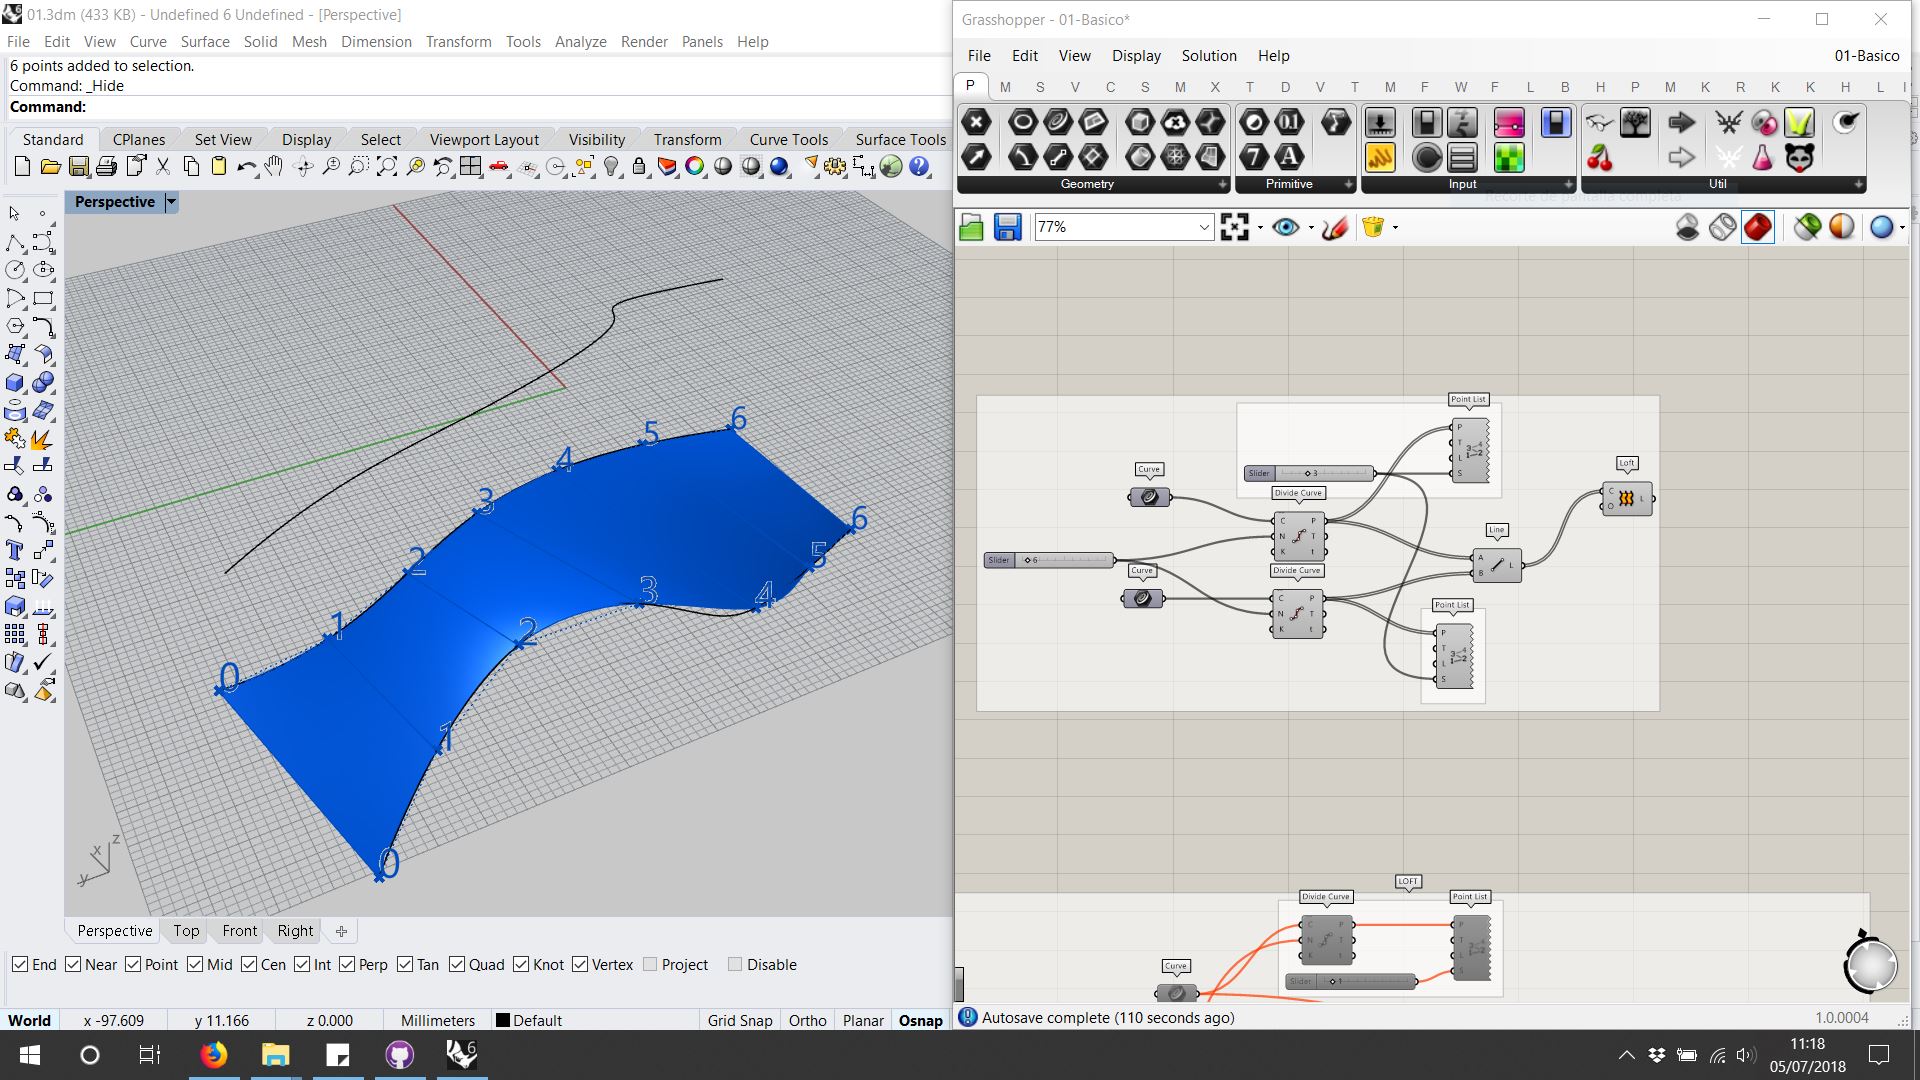 01.3dm (433 KB) - Undefined 6 Undefined - [Perspective]
File Edit View Curve Surface Solid Mesh Dimension Transform Tools Analyze Render Panels Help
6 points added to selection.
Command: _Hide
Command:
Standard CPlanes Set View Display Select Viewport Layout Visibility Transform Curve Tools Surface Tools
Perspective
6
5
4
3
2
1
0
6
5
4
3
2
1
0
z
x
y
Perspective Top Front Right
End Near Point Mid Cen Int Perp Tan Quad Knot Vertex Project Disable
World x -97.609 y 11.166 z 0.000 Millimeters Default Grid Snap Ortho Planar Osnap
Grasshopper - 01-Basico*
File Edit View Display Solution Help 01-Basico
P M S V C S M X T D V T M F W F L B H P M K R K K H L I
Geometry Primitive Input Util
Recorte de pantalla completa
77%
Point List
P
T
L
S
Curve
Slider 3
Divide Curve
C P
N T
K t
Loft
C L
O
Line
A L
B
Slider 6
Curve
Divide Curve
C P
N T
K t
Point List
P
T
L
S
LOFT
Divide Curve Point List
C P P
N T T
K t L
S
Slider 1
Curve
Autosave complete (110 seconds ago) 1.0.0004
6
11:18
05/07/2018